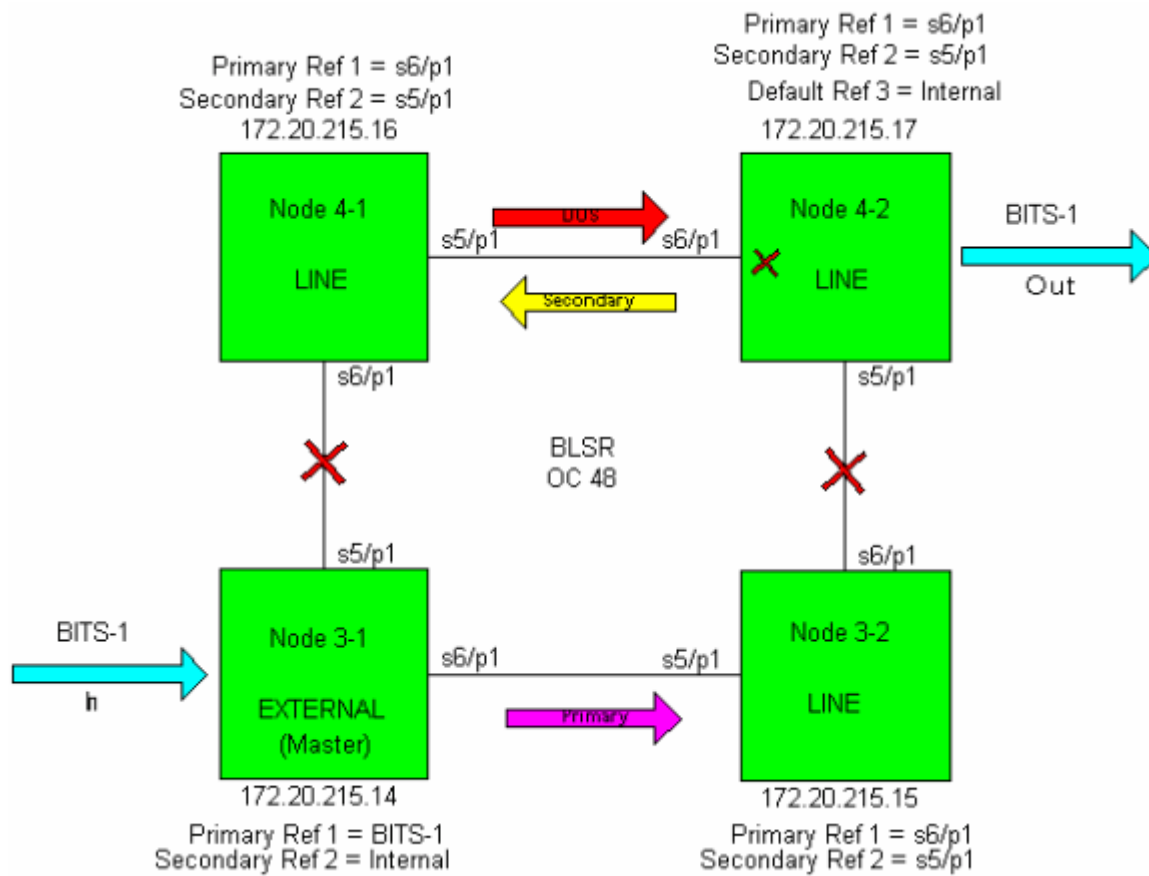 Primary Ref 1 = s6/p1
Secondary Ref 2 = s5/p1
172.20.215.16
Primary Ref 1 = s6/p1
Secondary Ref 2 = s5/p1
Default Ref 3 = Internal
172.20.215.17
Node 4-1
LINE
s5/p1
DUS
s6/p1
Secondary
Node 4-2
LINE
BITS-1
Out
s6/p1
s5/p1
BLSR
OC 48
s5/p1
s6/p1
BITS-1
In
Node 3-1
EXTERNAL
(Master)
s6/p1
s5/p1
Primary
Node 3-2
LINE
172.20.215.14
Primary Ref 1 = BITS-1
Secondary Ref 2 = Internal
172.20.215.15
Primary Ref 1 = s6/p1
Secondary Ref 2 = s5/p1